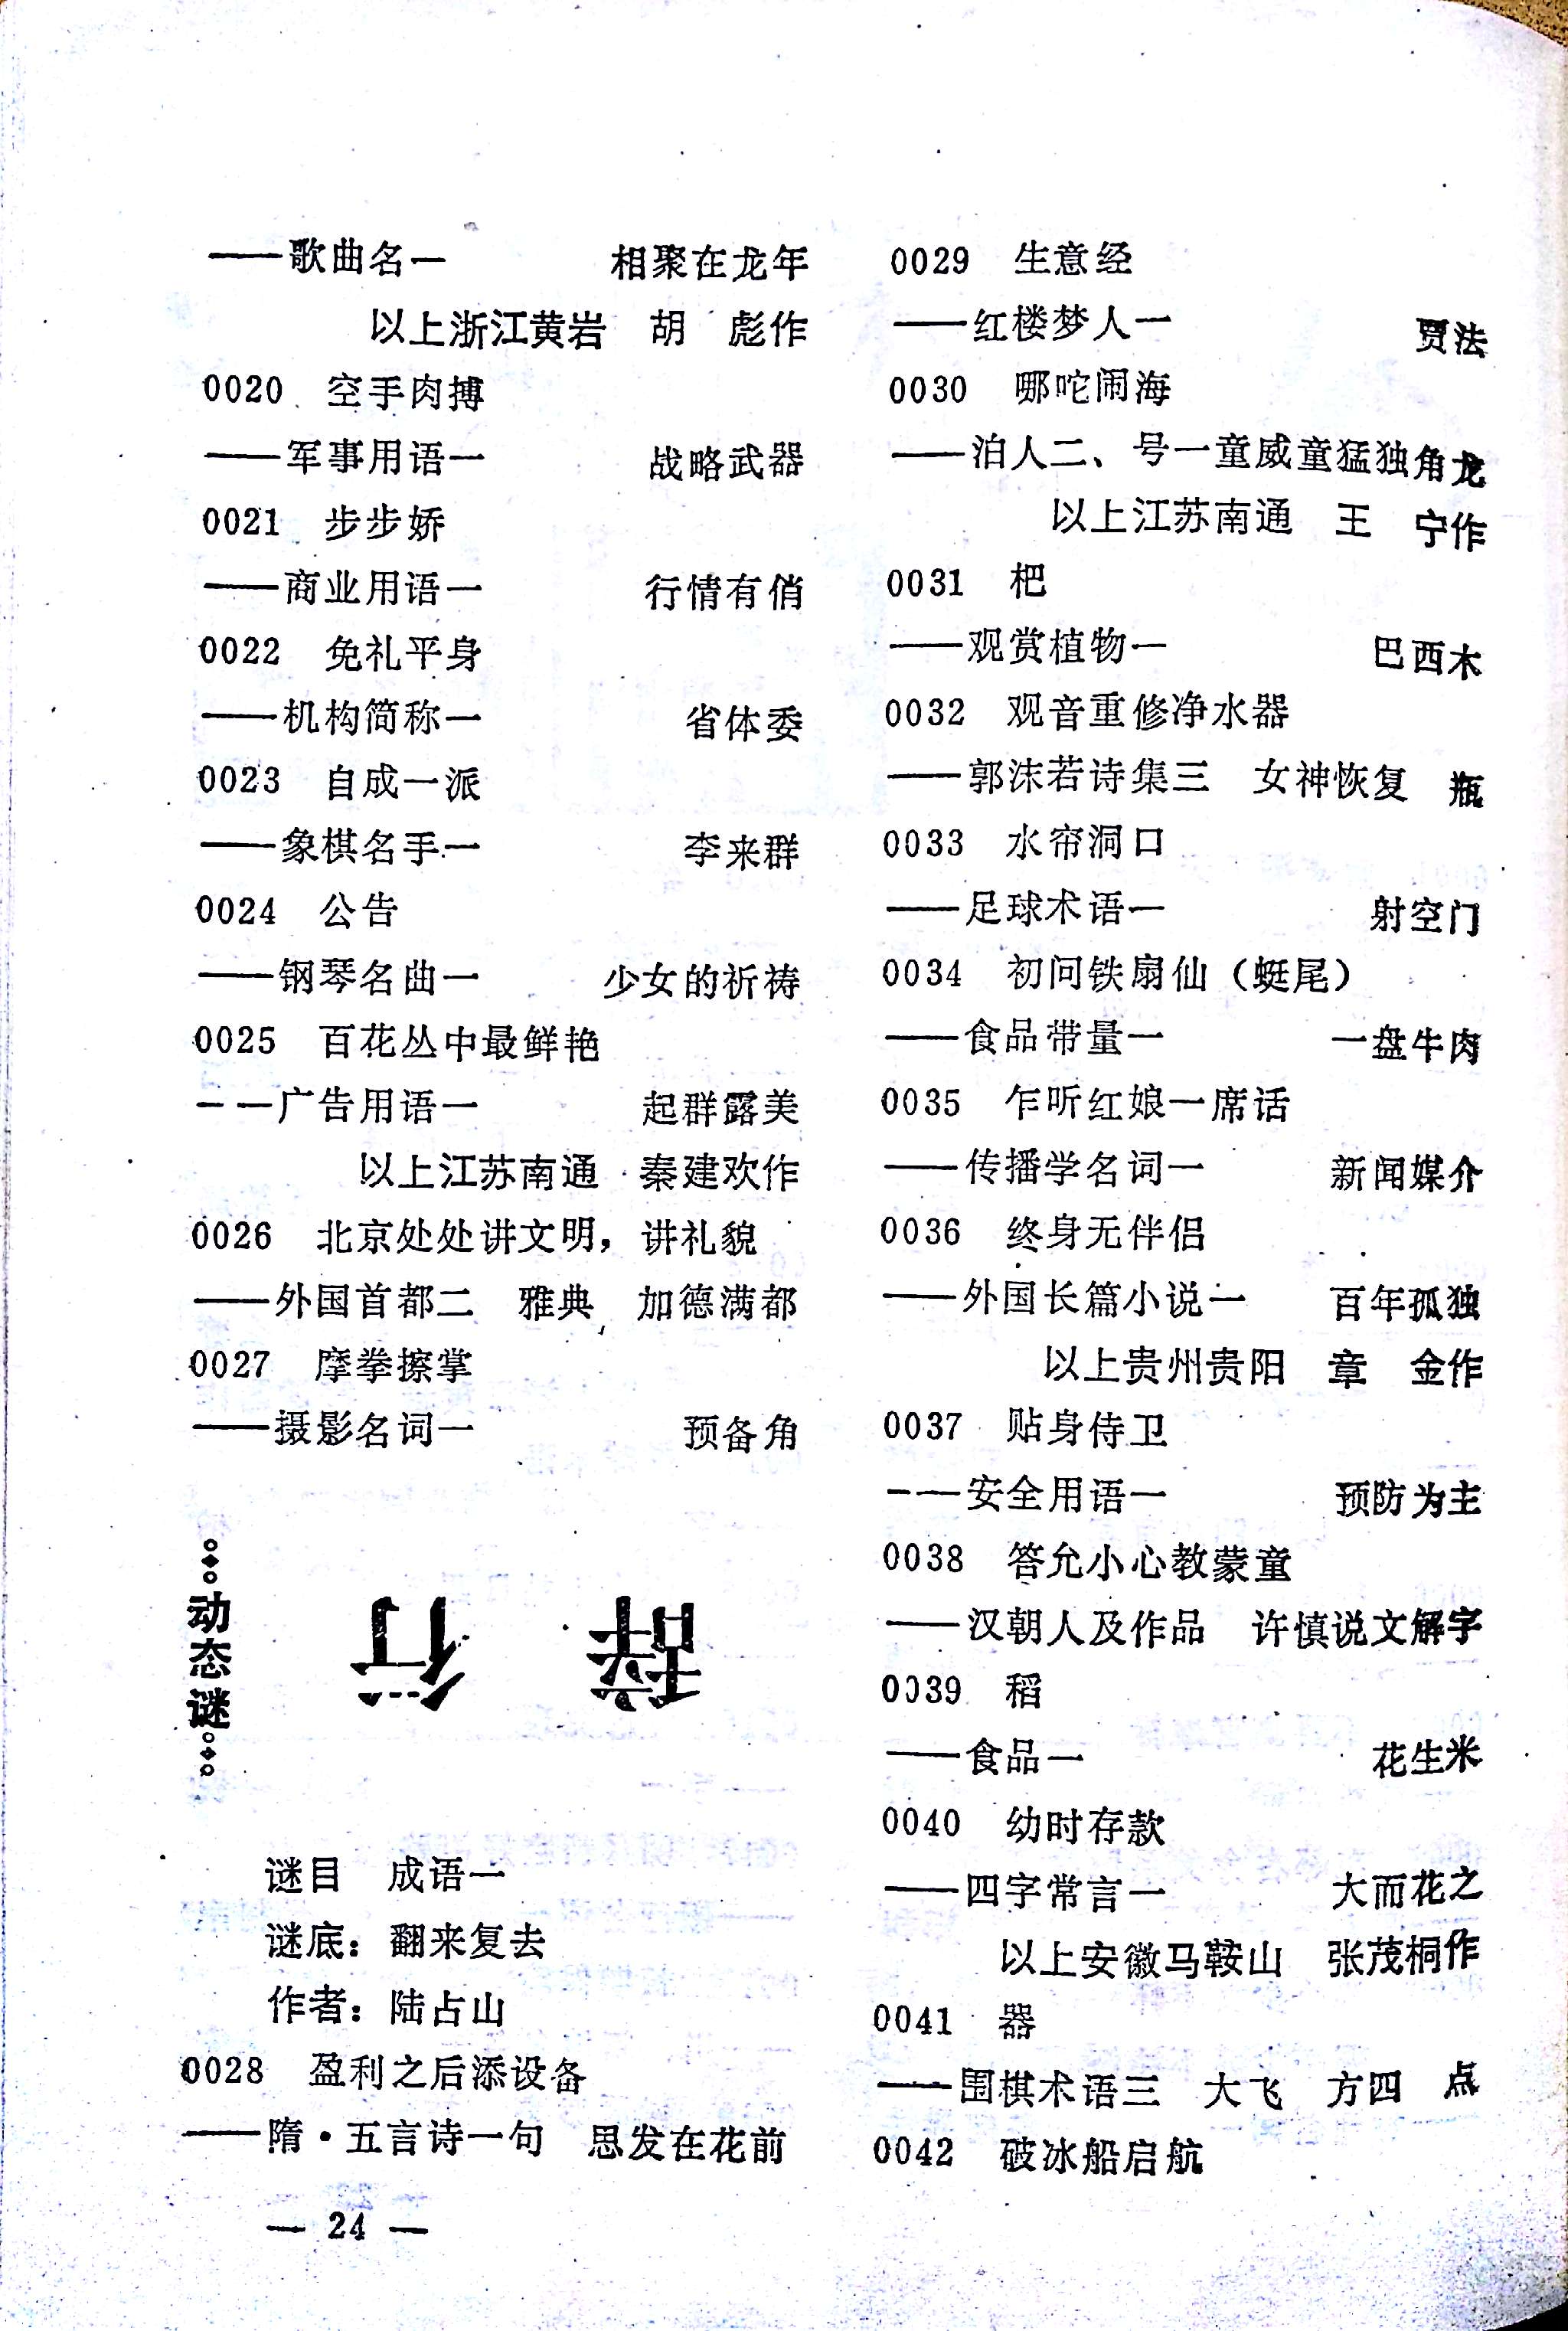 ——歌曲名一　相聚在龙年
以上浙江黄岩　胡　彪作
0020　空手肉搏
——军事用语一　战略武器
0021　步步娇
——商业用语一　行情有俏
0022　免礼平身
——机构简称一　省体委
0023　自成一派
——象棋名手一　李来群
0024　公告
——钢琴名曲一　少女的祈祷
0025　百花丛中最鲜艳
——广告用语一　起群露美
以上江苏南通　秦建欢作
0026　北京处处讲文明，讲礼貌
——外国首都二　雅典　加德满都
0027　摩拳擦掌
——摄影名词一　预备角
动态谜
谜目　成语一
谜底：翻来复去
作者：陆占山
0028　盈利之后添设备
——隋·五言诗一句　思发在花前
— 24 —
0029　生意经
——红楼梦人一　贾法
0030　哪咤闹海
——泊人二、号一童威童猛独角龙
以上江苏南通　王　宁作
0031　杷
——观赏植物一　巴西木
0032　观音重修净水器
——郭沫若诗集三　女神恢复　瓶
0033　水帘洞口
——足球术语一　射空门
0034　初问铁扇仙（蜓尾）
——食品带量一　一盘牛肉
0035　乍听红娘一席话
——传播学名词一　新闻媒介
0036　终身无伴侣
——外国长篇小说一　百年孤独
以上贵州贵阳　章　金作
0037　贴身侍卫
——安全用语一　预防为主
0038　答允小心教蒙童
——汉朝人及作品　许慎说文解字
0039　稻
——食品一　花生米
0040　幼时存款
——四字常言一　大而花之
以上安徽马鞍山　张茂桐作
0041　器
——围棋术语三　大飞　方四　点
0042　破冰船启航